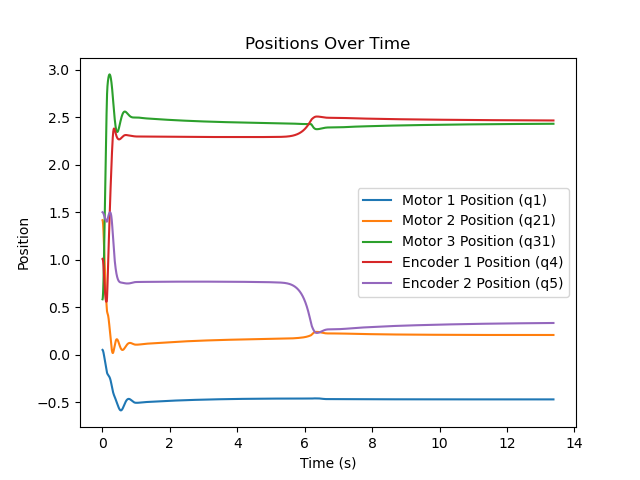 Positions Over Time
Position
3.0
2.5
2.0
1.5
1.0
0.5
0.0
−0.5
Motor 1 Position (q1)
Motor 2 Position (q21)
Motor 3 Position (q31)
Encoder 1 Position (q4)
Encoder 2 Position (q5)
0 2 4 6 8 10 12 14
Time (s)